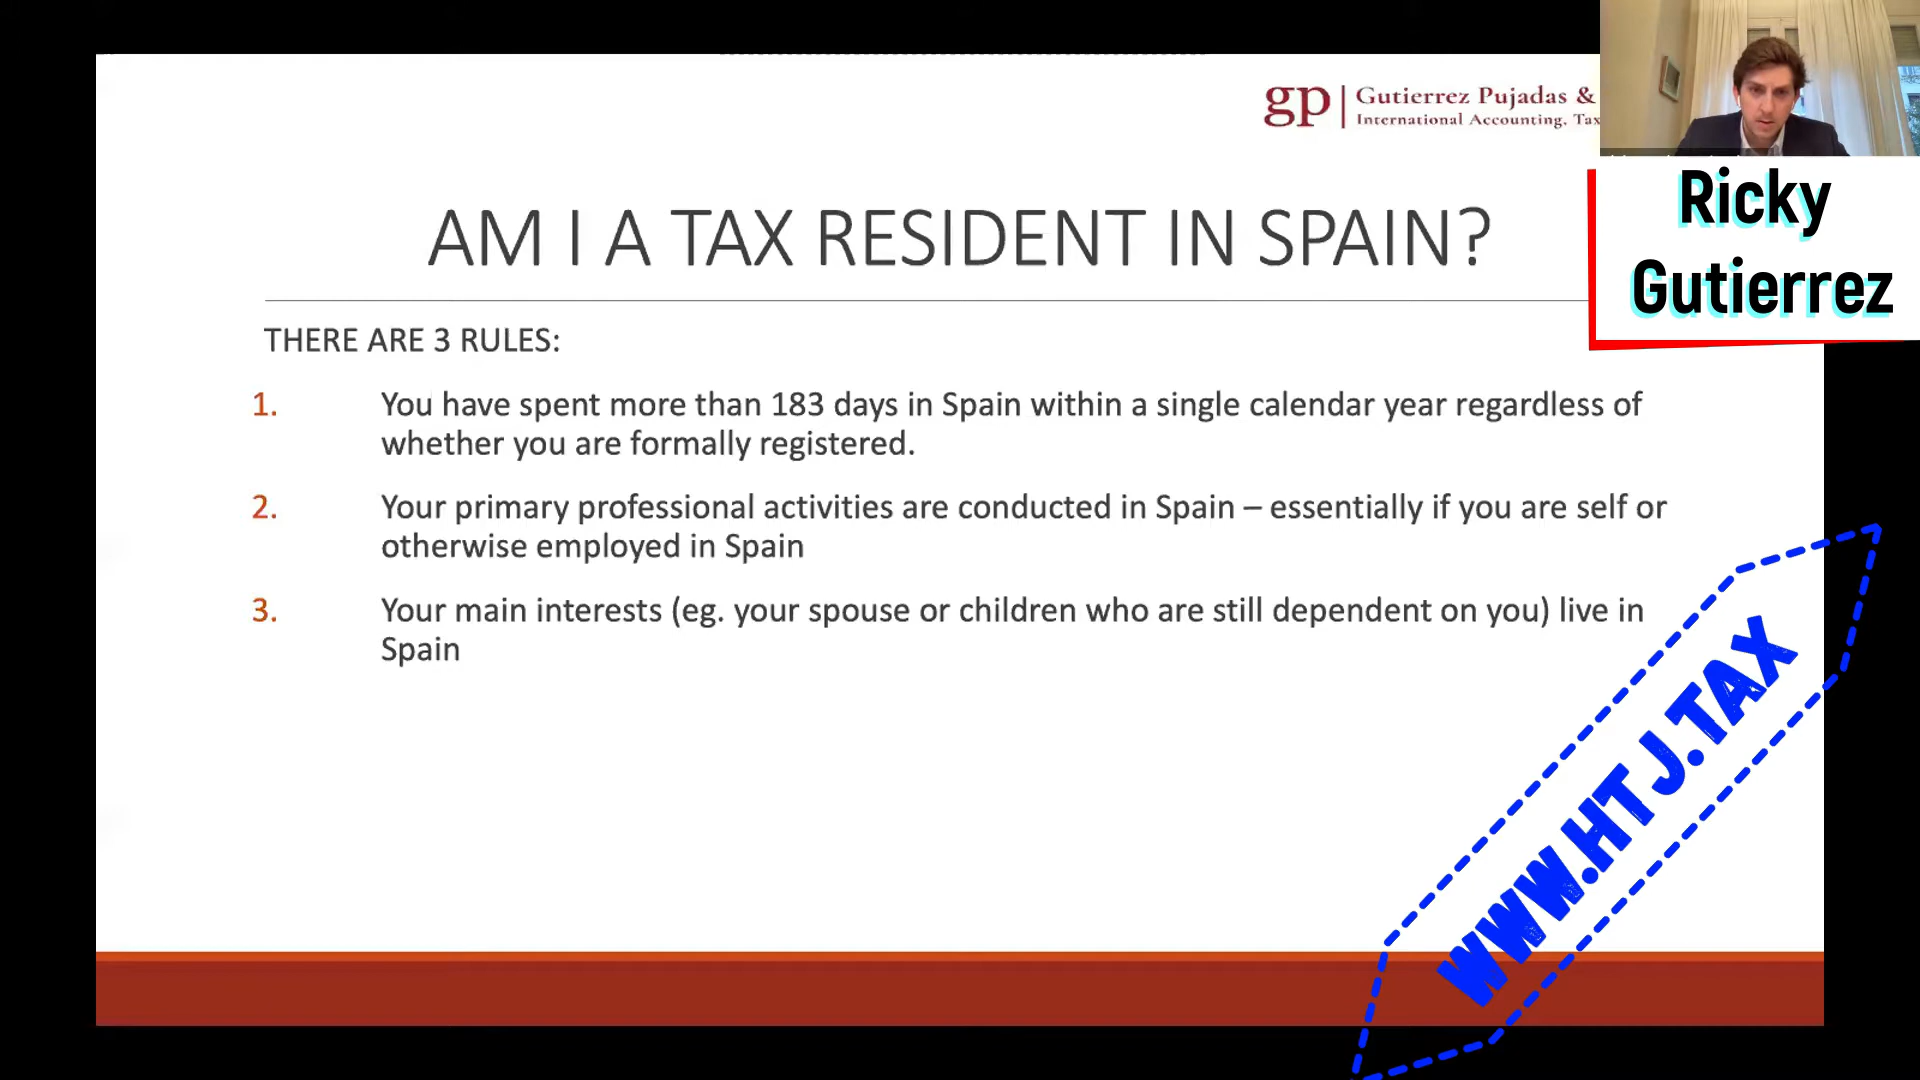 gp
Gutierrez Pujadas &
International Accounting. Tax
Ricky
Gutierrez
AM I A TAX RESIDENT IN SPAIN?
THERE ARE 3 RULES:
1. You have spent more than 183 days in Spain within a single calendar year regardless of
whether you are formally registered.
2. Your primary professional activities are conducted in Spain – essentially if you are self or
otherwise employed in Spain
3. Your main interests (eg. your spouse or children who are still dependent on you) live in
Spain
WWW.HTJ.TAX